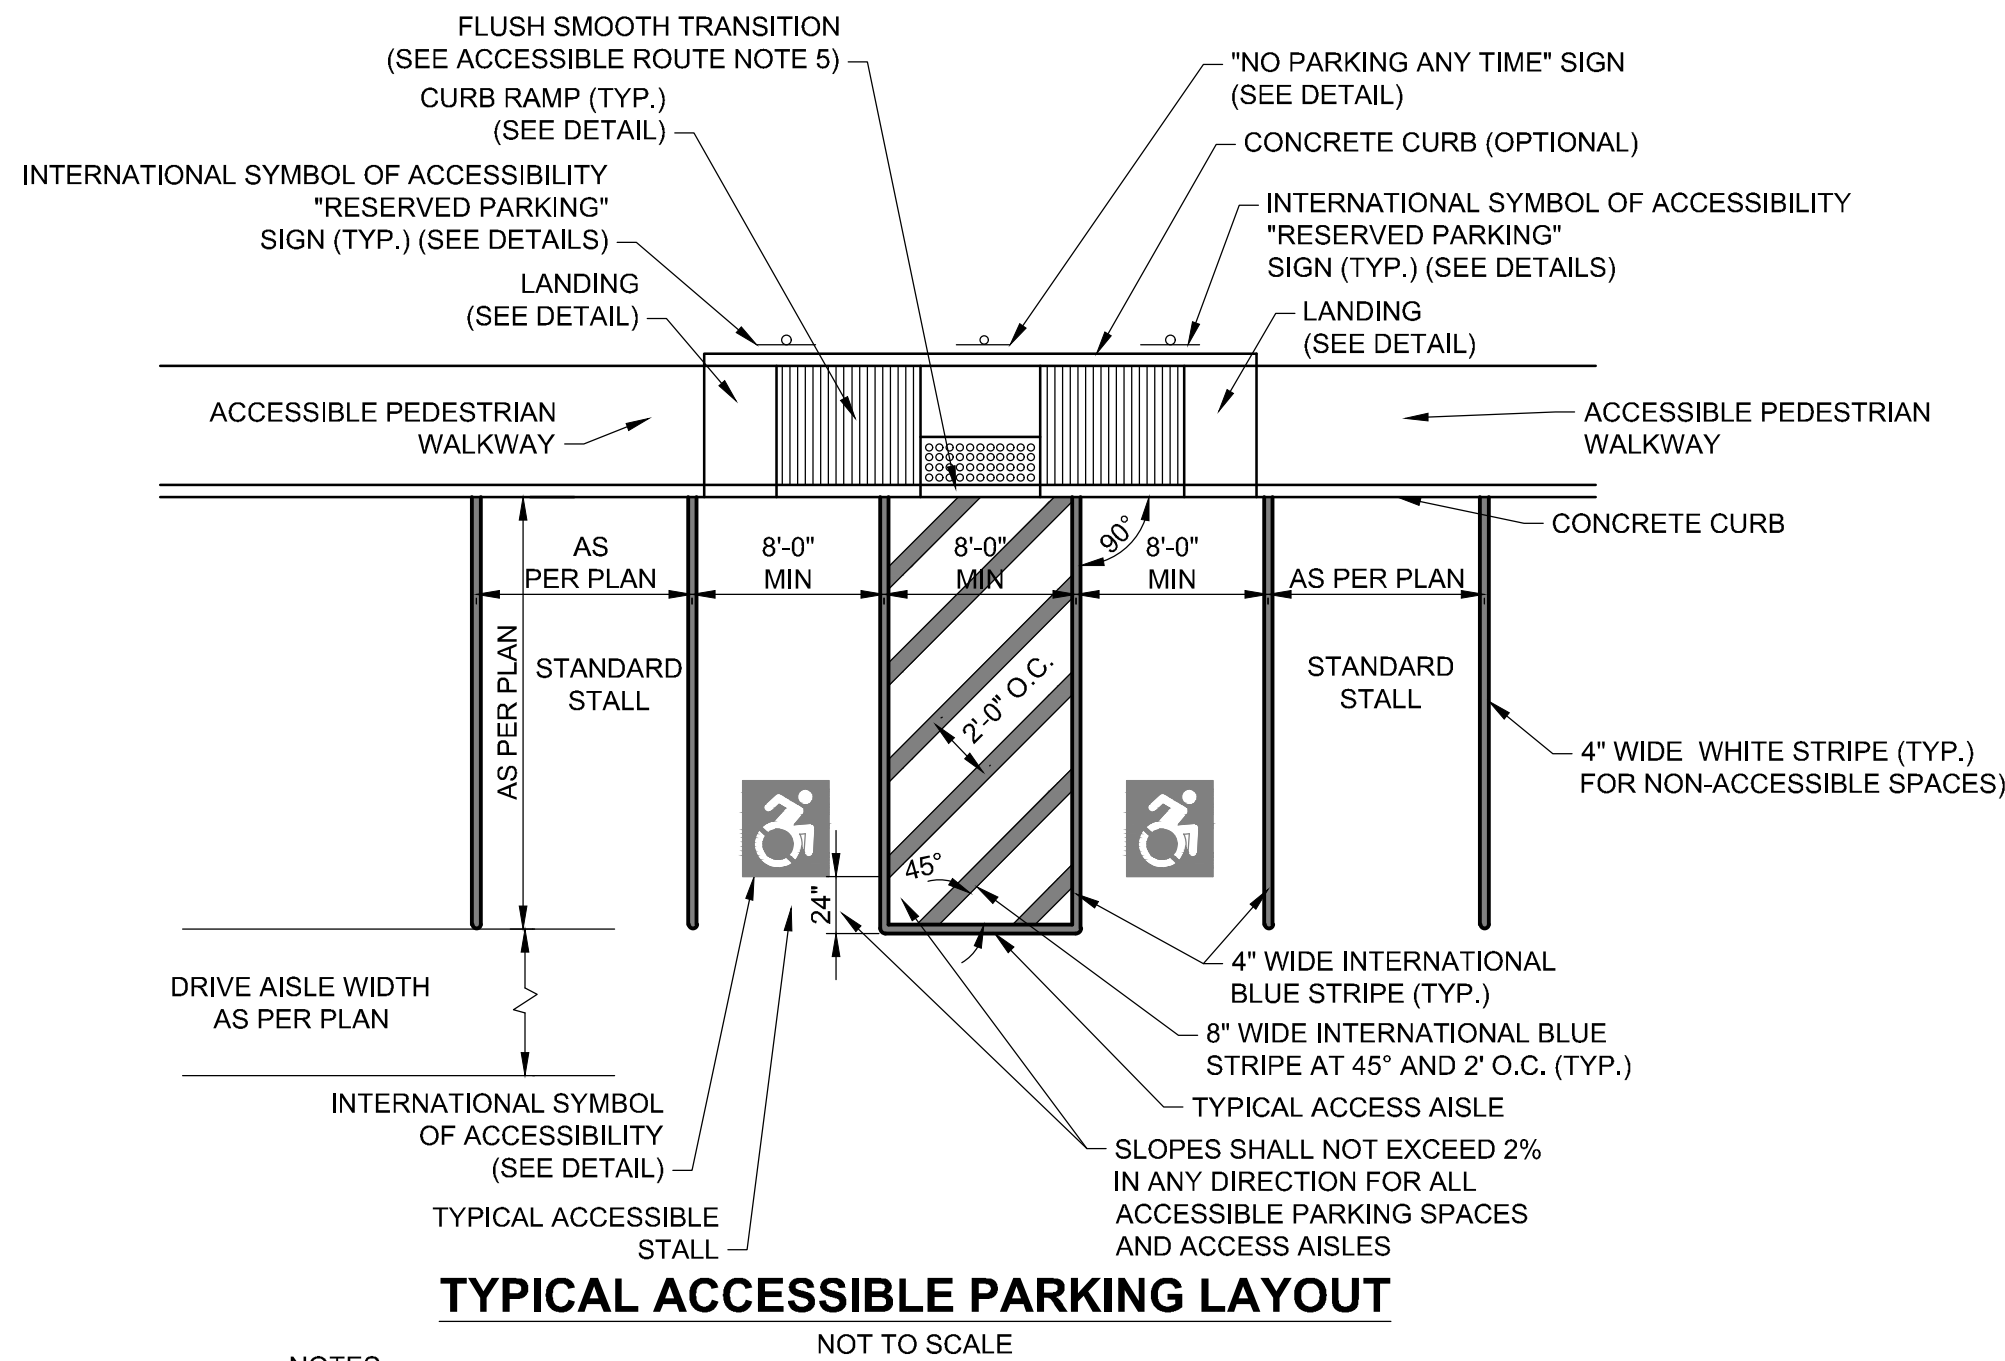 FLUSH SMOOTH TRANSITION
(SEE ACCESSIBLE ROUTE NOTE 5)
CURB RAMP (TYP.)
(SEE DETAIL)
INTERNATIONAL SYMBOL OF ACCESSIBILITY
"RESERVED PARKING"
SIGN (TYP.) (SEE DETAILS)
LANDING
(SEE DETAIL)
"NO PARKING ANY TIME" SIGN
(SEE DETAIL)
CONCRETE CURB (OPTIONAL)
INTERNATIONAL SYMBOL OF ACCESSIBILITY
"RESERVED PARKING"
SIGN (TYP.) (SEE DETAILS)
LANDING
(SEE DETAIL)
ACCESSIBLE PEDESTRIAN
WALKWAY
ACCESSIBLE PEDESTRIAN
WALKWAY
CONCRETE CURB
AS
PER PLAN
8'-0"
MIN
8'-0"
MIN
90°
8'-0"
MIN
AS PER PLAN
AS PER PLAN
STANDARD
STALL
2'-0" O.C.
STANDARD
STALL
4" WIDE  WHITE STRIPE (TYP.)
FOR NON-ACCESSIBLE SPACES)
45°
24"
DRIVE AISLE WIDTH
AS PER PLAN
4" WIDE INTERNATIONAL
BLUE STRIPE (TYP.)
8" WIDE INTERNATIONAL BLUE
STRIPE AT 45° AND 2' O.C. (TYP.)
INTERNATIONAL SYMBOL
OF ACCESSIBILITY
(SEE DETAIL)
TYPICAL ACCESS AISLE
SLOPES SHALL NOT EXCEED 2%
IN ANY DIRECTION FOR ALL
ACCESSIBLE PARKING SPACES
AND ACCESS AISLES
TYPICAL ACCESSIBLE
STALL
TYPICAL ACCESSIBLE PARKING LAYOUT
NOT TO SCALE
NOTES